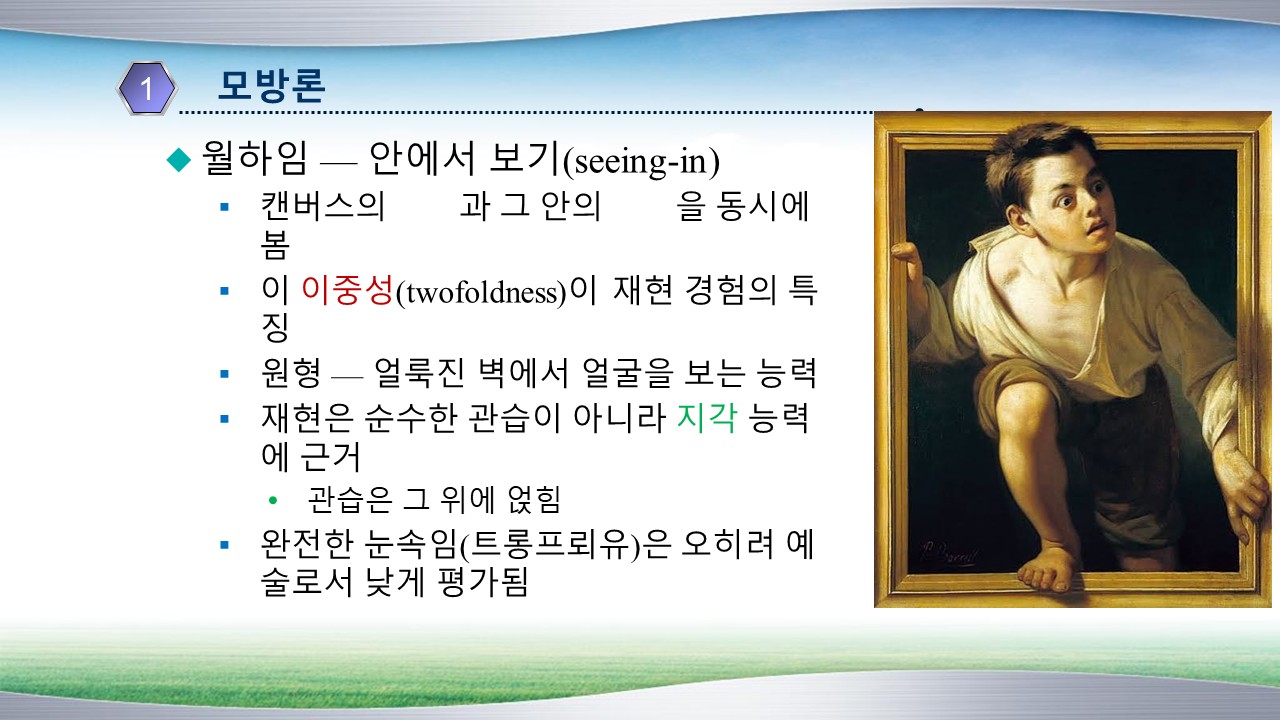 1 모방론
월하임 — 안에서 보기(seeing-in)
캔버스의 과 그 안의 을 동시에
봄
이 이중성(twofoldness)이 재현 경험의 특
징
원형 — 얼룩진 벽에서 얼굴을 보는 능력
재현은 순수한 관습이 아니라 지각 능력
에 근거
관습은 그 위에 얹힘
완전한 눈속임(트롱프뢰유)은 오히려 예
술로서 낮게 평가됨